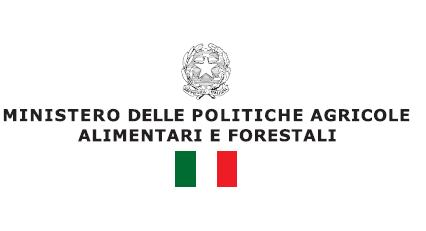 MINISTERO DELLE POLITICHE AGRICOLE
ALIMENTARI E FORESTALI